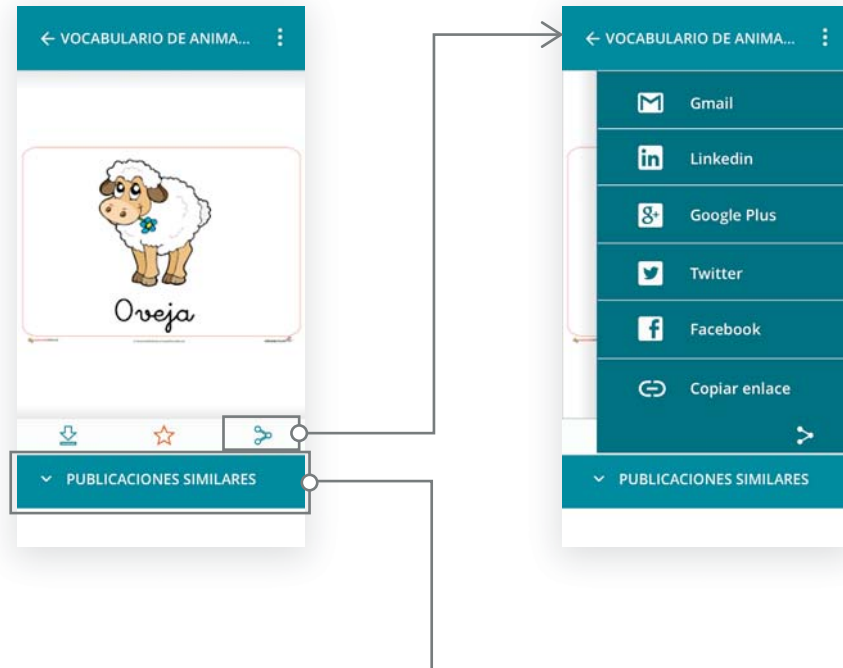 VOCABULARIO DE ANIMA...
Oveja
PUBLICACIONES SIMILARES
VOCABULARIO DE ANIMA...
Gmail
Linkedin
Google Plus
Twitter
Facebook
Copiar enlace
PUBLICACIONES SIMILARES